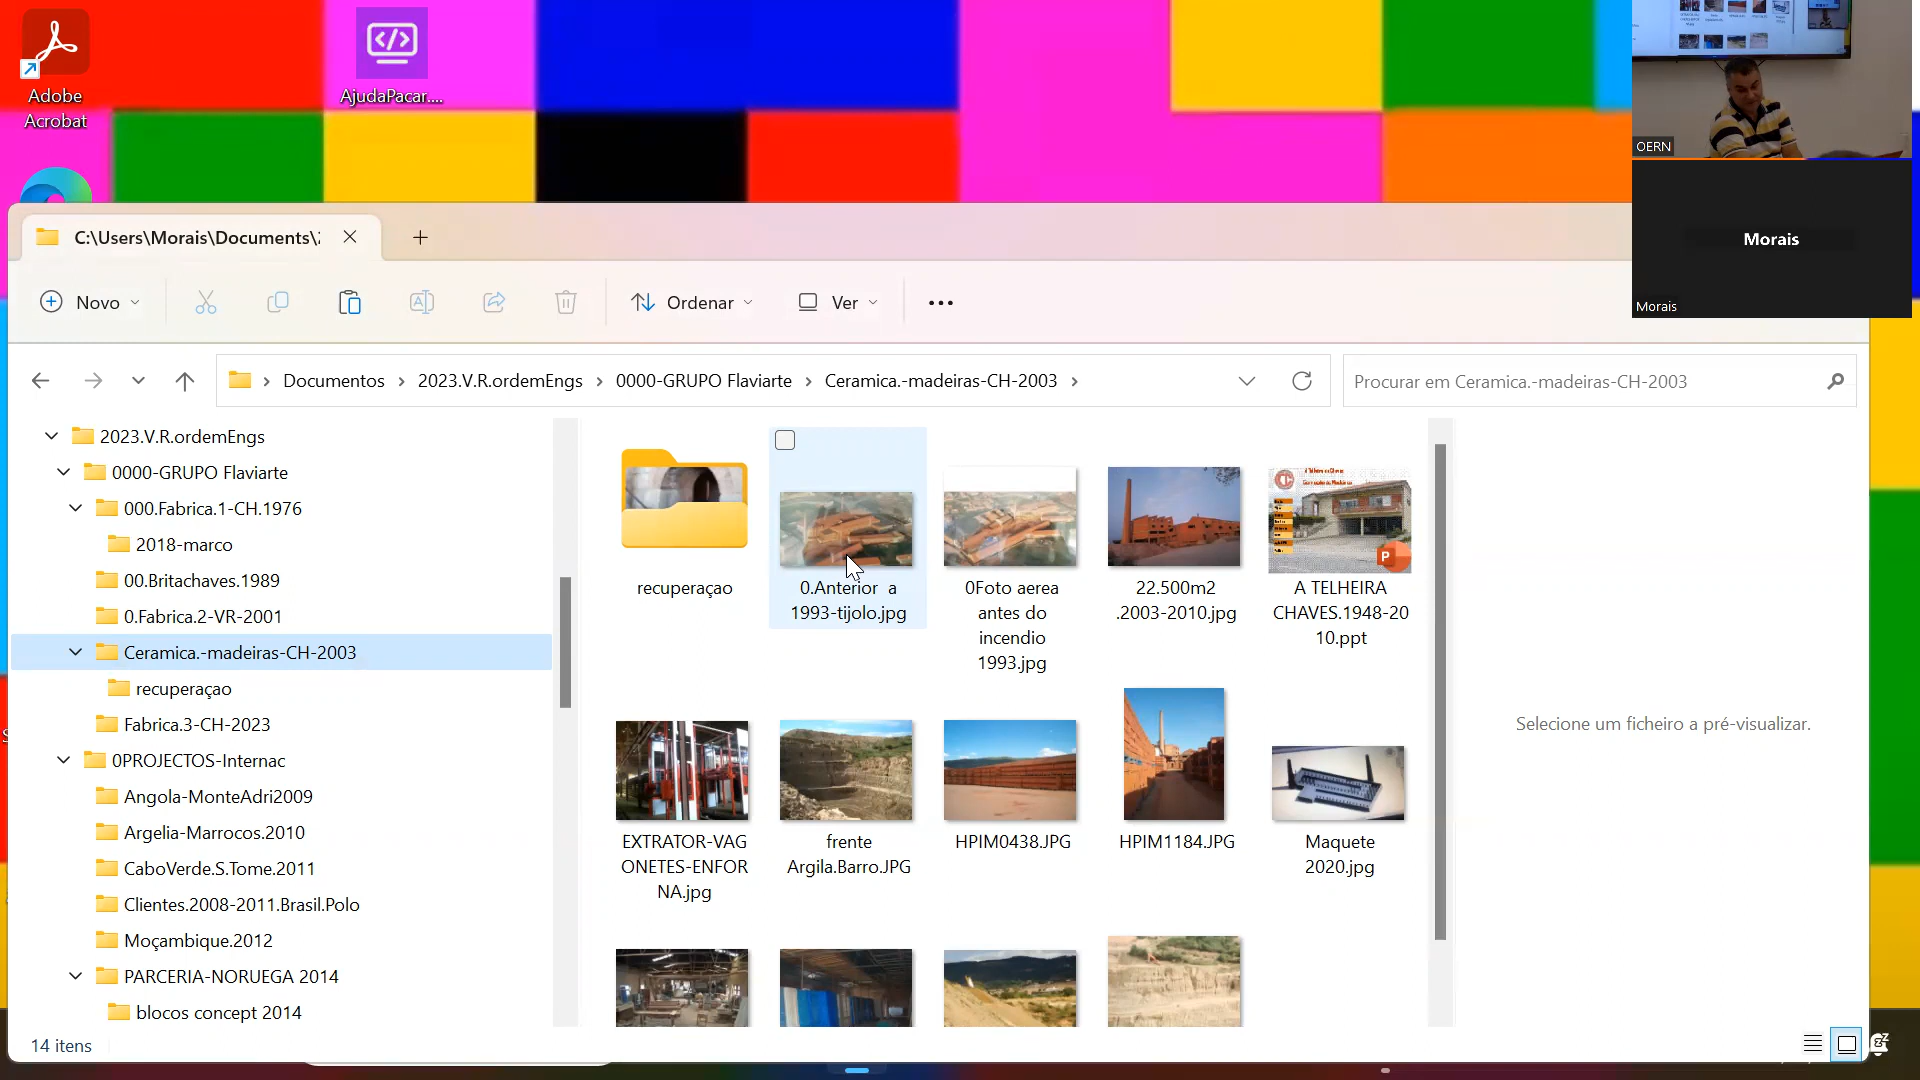 Adobe
Acrobat
AjudaPacar....
OERN
Morais
Morais
C:\Users\Morais\Documents\
Novo
Ordenar
Ver
Documentos
2023.V.R.ordemEngs
0000-GRUPO Flaviarte
Ceramica.-madeiras-CH-2003
Procurar em Ceramica.-madeiras-CH-2003
2023.V.R.ordemEngs
0000-GRUPO Flaviarte
000.Fabrica.1-CH.1976
2018-marco
00.Britachaves.1989
0.Fabrica.2-VR-2001
Ceramica.-madeiras-CH-2003
recuperaçao
Fabrica.3-CH-2023
0PROJECTOS-Internac
Angola-MonteAdri2009
Argelia-Marrocos.2010
CaboVerde.S.Tome.2011
Clientes.2008-2011.Brasil.Polo
Moçambique.2012
PARCERIA-NORUEGA 2014
blocos concept 2014
recuperaçao
0.Anterior a
1993-tijolo.jpg
0Foto aerea
antes do
incendio
1993.jpg
22.500m2
.2003-2010.jpg
A TELHEIRA
CHAVES.1948-20
10.ppt
EXTRATOR-VAG
ONETES-ENFOR
NA.jpg
frente
Argila.Barro.JPG
HPIM0438.JPG
HPIM1184.JPG
Maquete
2020.jpg
Selecione um ficheiro a pré-visualizar.
14 itens